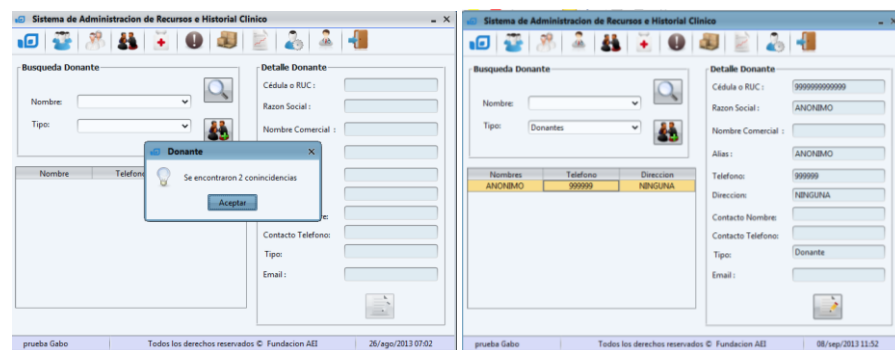 Sistema de Administracion de Recursos e Historial Clinico
Busqueda Donante
Nombre:
Tipo:
Detalle Donante
Cédula o RUC :
Razon Social :
Nombre Comercial :
Nombre
Telefono
Donante
Se encontraron 2 conincidencias
Aceptar
Contacto Telefono:
Tipo:
Email :
prueba Gabo
Todos los derechos reservados © Fundacion AEI
26/ago/2013 07:02
Sistema de Administracion de Recursos e Historial Clinico
Busqueda Donante
Nombre:
Tipo:
Donantes
Nombres
Telefono
Direccion
ANONIMO
999999
NINGUNA
Detalle Donante
Cédula o RUC :
9999999999999
Razon Social :
ANONIMO
Nombre Comercial :
Alias :
ANONIMO
Telefono:
999999
Direccion:
NINGUNA
Contacto Nombre:
Contacto Telefono:
Tipo:
Donante
Email :
prueba Gabo
Todos los derechos reservados © Fundacion AEI
08/sep/2013 11:52